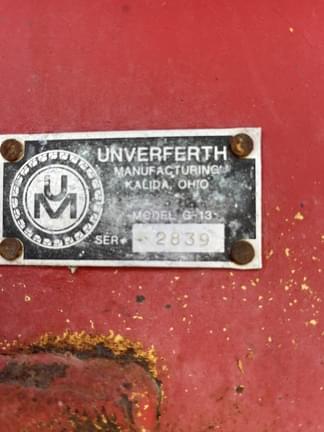 UNVERFERTH
MANUFACTURING
KALIDA, OHIO
U
M
MODEL G-13
SER# 2839